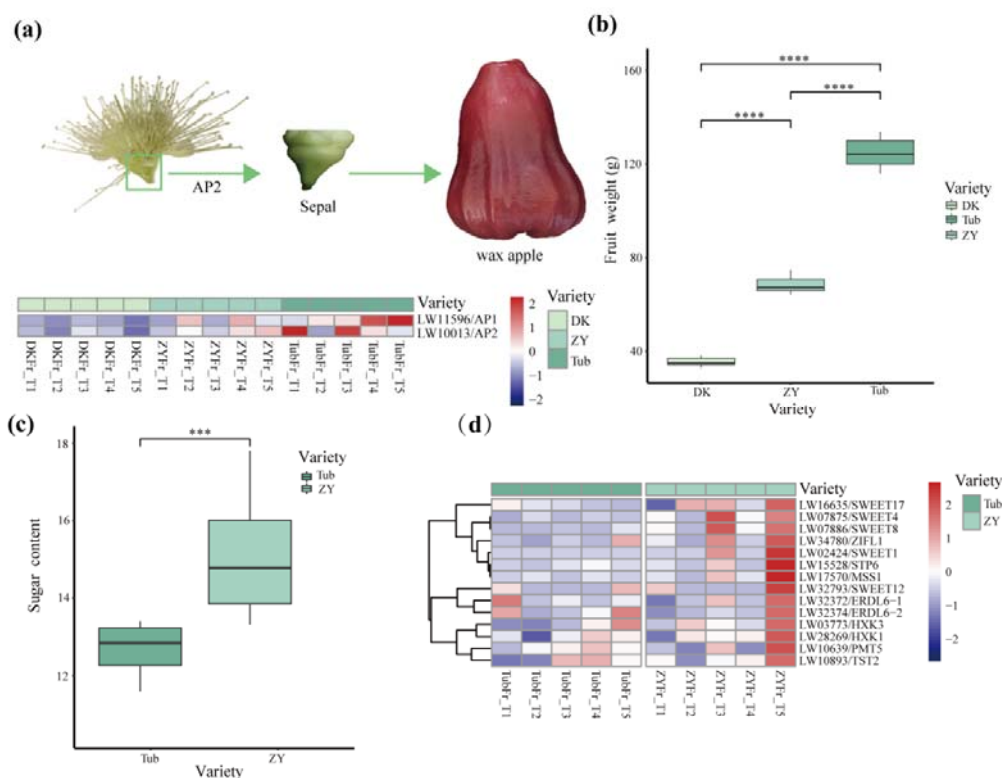 (a)
AP2
Sepal
wax apple
Variety
LW11596/AP1
LW10013/AP2
DKFr_T1
DKFr_T2
DKFr_T3
DKFr_T4
DKFr_T5
ZYFr_T1
ZYFr_T2
ZYFr_T3
ZYFr_T4
ZYFr_T5
TubFr_T1
TubFr_T2
TubFr_T3
TubFr_T4
TubFr_T5
2
1
0
−1
−2
Variety
DK
ZY
Tub
(b)
****
****
****
160
120
80
40
Fruit weight (g)
DK
ZY
Tub
Variety
Variety
DK
Tub
ZY
(c)
***
18
16
14
12
Sugar content
Tub
ZY
Variety
Variety
Tub
ZY
(d)
Variety
LW16635/SWEET17
LW07875/SWEET4
LW07886/SWEET8
LW34780/ZIFL1
LW02424/SWEET1
LW15528/STP6
LW17570/MSS1
LW32793/SWEET12
LW32372/ERDL6−1
LW32374/ERDL6−2
LW03773/HXK3
LW28269/HXK1
LW10639/PMT5
LW10893/TST2
TubFr_T1
TubFr_T2
TubFr_T3
TubFr_T4
TubFr_T5
ZYFr_T1
ZYFr_T2
ZYFr_T3
ZYFr_T4
ZYFr_T5
2
1
0
−1
−2
Variety
Tub
ZY